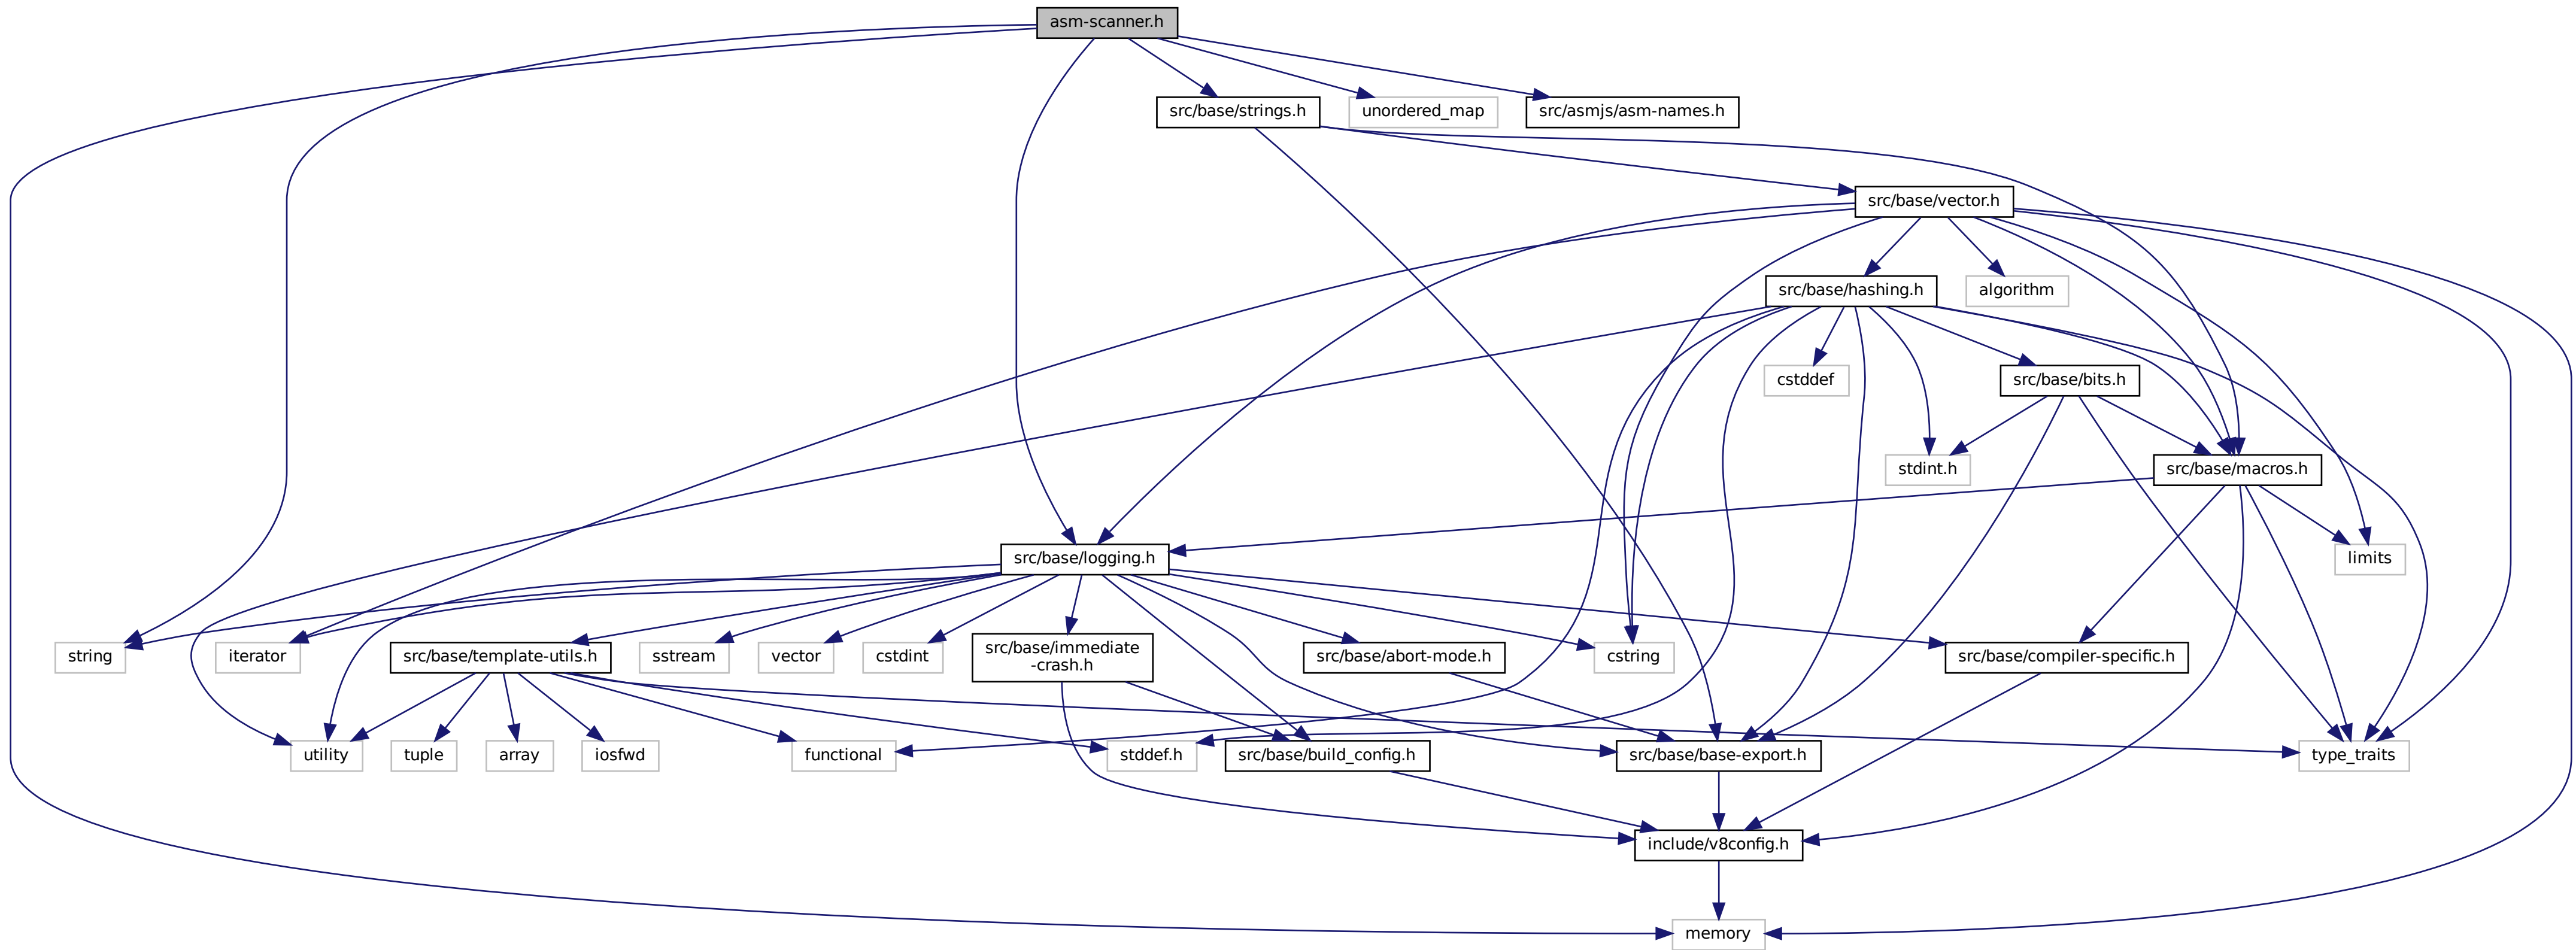 asm-scanner.h
src/base/strings.h
unordered_map
src/asmjs/asm-names.h
src/base/vector.h
src/base/hashing.h
algorithm
cstddef
src/base/bits.h
stdint.h
src/base/macros.h
src/base/logging.h
limits
string
iterator
src/base/template-utils.h
sstream
vector
cstdint
src/base/immediate
-crash.h
src/base/abort-mode.h
cstring
src/base/compiler-specific.h
utility
tuple
array
iosfwd
functional
stddef.h
src/base/build_config.h
src/base/base-export.h
type_traits
include/v8config.h
memory